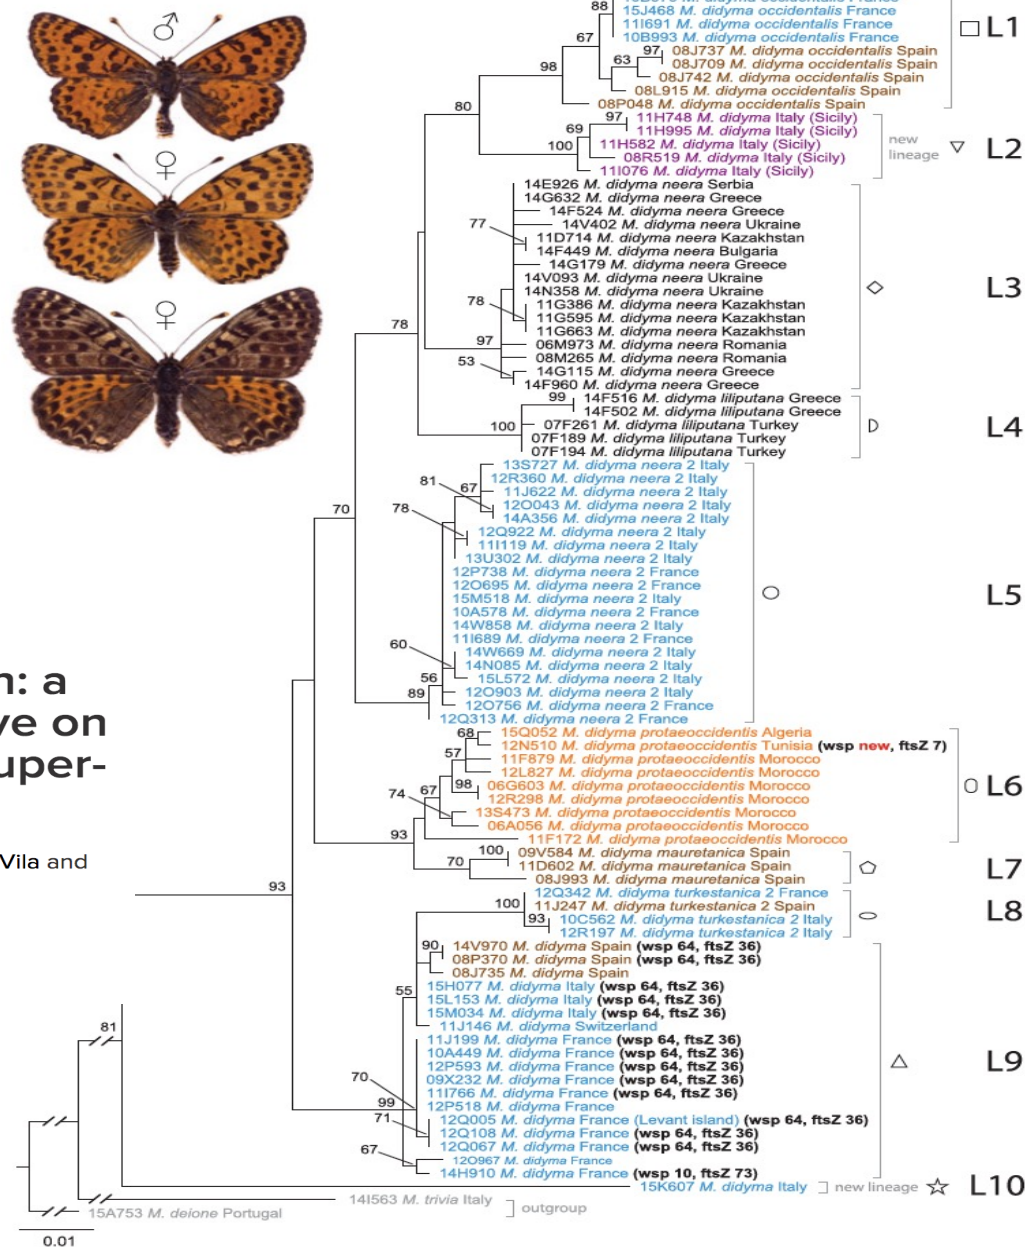 ♂
♀
♀
n: a
ve on
uper-
Vila and
88
15J468 M. didyma occidentalis France
11I691 M. didyma occidentalis France
10B993 M. didyma occidentalis France
L1
67
97
08J737 M. didyma occidentalis Spain
08J709 M. didyma occidentalis Spain
63
08J742 M. didyma occidentalis Spain
98
08L915 M. didyma occidentalis Spain
08P048 M. didyma occidentalis Spain
80
97
11H748 M. didyma Italy (Sicily)
11H995 M. didyma Italy (Sicily)
69
100
11H582 M. didyma Italy (Sicily)
08R519 M. didyma Italy (Sicily)
11I076 M. didyma Italy (Sicily)
new
lineage
L2
14E926 M. didyma neera Serbia
14G632 M. didyma neera Greece
14F524 M. didyma neera Greece
77
14V402 M. didyma neera Ukraine
11D714 M. didyma neera Kazakhstan
14F449 M. didyma neera Bulgaria
14G179 M. didyma neera Greece
14V093 M. didyma neera Ukraine
14N358 M. didyma neera Ukraine
L3
78
11G386 M. didyma neera Kazakhstan
11G595 M. didyma neera Kazakhstan
11G663 M. didyma neera Kazakhstan
78
97
06M973 M. didyma neera Romania
08M265 M. didyma neera Romania
53
14G115 M. didyma neera Greece
14F960 M. didyma neera Greece
99
14F516 M. didyma liliputana Greece
14F502 M. didyma liliputana Greece
100
07F261 M. didyma liliputana Turkey
07F189 M. didyma liliputana Turkey
07F194 M. didyma liliputana Turkey
L4
13S727 M. didyma neera 2 Italy
81
12R360 M. didyma neera 2 Italy
67
11J622 M. didyma neera 2 Italy
78
12O043 M. didyma neera 2 Italy
14A356 M. didyma neera 2 Italy
70
12Q922 M. didyma neera 2 Italy
11I119 M. didyma neera 2 Italy
13U302 M. didyma neera 2 Italy
12P738 M. didyma neera 2 France
12O695 M. didyma neera 2 France
15M518 M. didyma neera 2 Italy
10A578 M. didyma neera 2 France
14W858 M. didyma neera 2 Italy
11I689 M. didyma neera 2 France
L5
60
14W669 M. didyma neera 2 Italy
14N085 M. didyma neera 2 Italy
56
15L572 M. didyma neera 2 Italy
89
12O903 M. didyma neera 2 Italy
12O756 M. didyma neera 2 France
12Q313 M. didyma neera 2 France
68
15Q052 M. didyma protaeoccidentis Algeria
12N510 M. didyma protaeoccidentis Tunisia (wsp new, ftsZ 7)
57
11F879 M. didyma protaeoccidentis Morocco
12L827 M. didyma protaeoccidentis Morocco
74
67
98
06G603 M. didyma protaeoccidentis Morocco
12R298 M. didyma protaeoccidentis Morocco
13S473 M. didyma protaeoccidentis Morocco
06A056 M. didyma protaeoccidentis Morocco
93
11F172 M. didyma protaeoccidentis Morocco
L6
100
09V584 M. didyma mauretanica Spain
70
11D602 M. didyma mauretanica Spain
08J993 M. didyma mauretanica Spain
L7
93
12Q342 M. didyma turkestanica 2 France
100
11J247 M. didyma turkestanica 2 Spain
93
10C562 M. didyma turkestanica 2 Italy
12R197 M. didyma turkestanica 2 Italy
L8
90
14V970 M. didyma Spain (wsp 64, ftsZ 36)
08P370 M. didyma Spain (wsp 64, ftsZ 36)
08J735 M. didyma Spain
55
15H077 M. didyma Italy (wsp 64, ftsZ 36)
15L153 M. didyma Italy (wsp 64, ftsZ 36)
15M034 M. didyma Italy (wsp 64, ftsZ 36)
11J146 M. didyma Switzerland
11J199 M. didyma France (wsp 64, ftsZ 36)
10A449 M. didyma France (wsp 64, ftsZ 36)
12P593 M. didyma France (wsp 64, ftsZ 36)
70
09X232 M. didyma France (wsp 64, ftsZ 36)
11I766 M. didyma France (wsp 64, ftsZ 36)
99
12P518 M. didyma France
71
12Q005 M. didyma France (Levant island) (wsp 64, ftsZ 36)
12Q108 M. didyma France (wsp 64, ftsZ 36)
12Q067 M. didyma France (wsp 64, ftsZ 36)
67
12O967 M. didyma France
14H910 M. didyma France (wsp 10, ftsZ 73)
L9
81
15K607 M. didyma Italy
new lineage
L10
14I563 M. trivia Italy
15A753 M. deione Portugal
outgroup
0.01